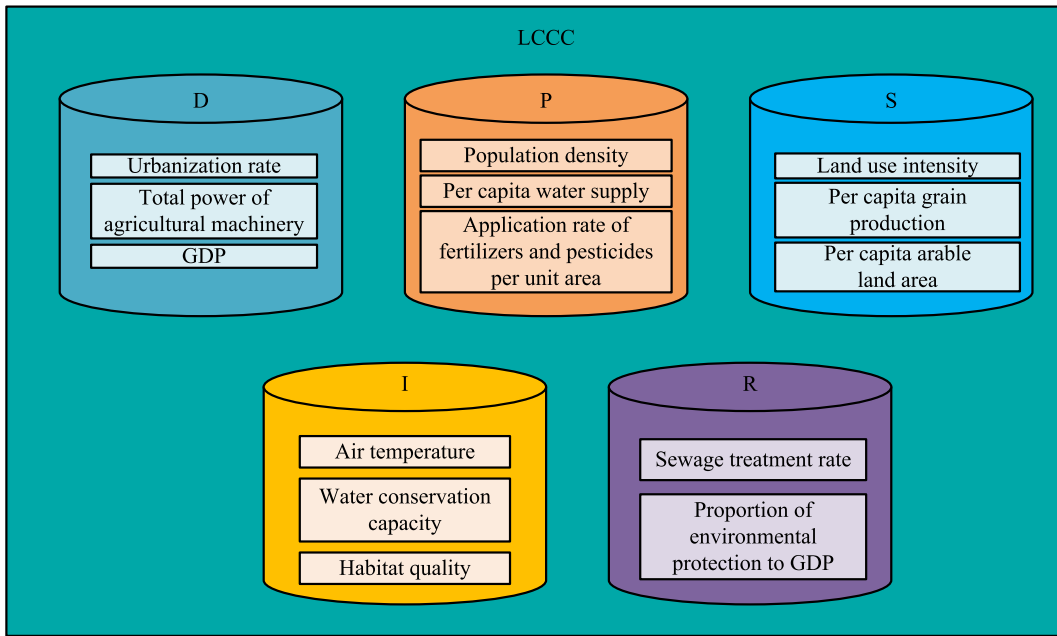 LCCC
D
Urbanization rate
Total power of
agricultural machinery
GDP
P
Population density
Per capita water supply
Application rate of
fertilizers and pesticides
per unit area
S
Land use intensity
Per capita grain
production
Per capita arable
land area
I
Air temperature
Water conservation
capacity
Habitat quality
R
Sewage treatment rate
Proportion of
environmental
protection to GDP